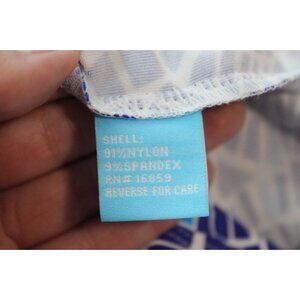 SHELL:
91% NYLON
9% SPANDEX
RN# 16859
REVERSE FOR CARE